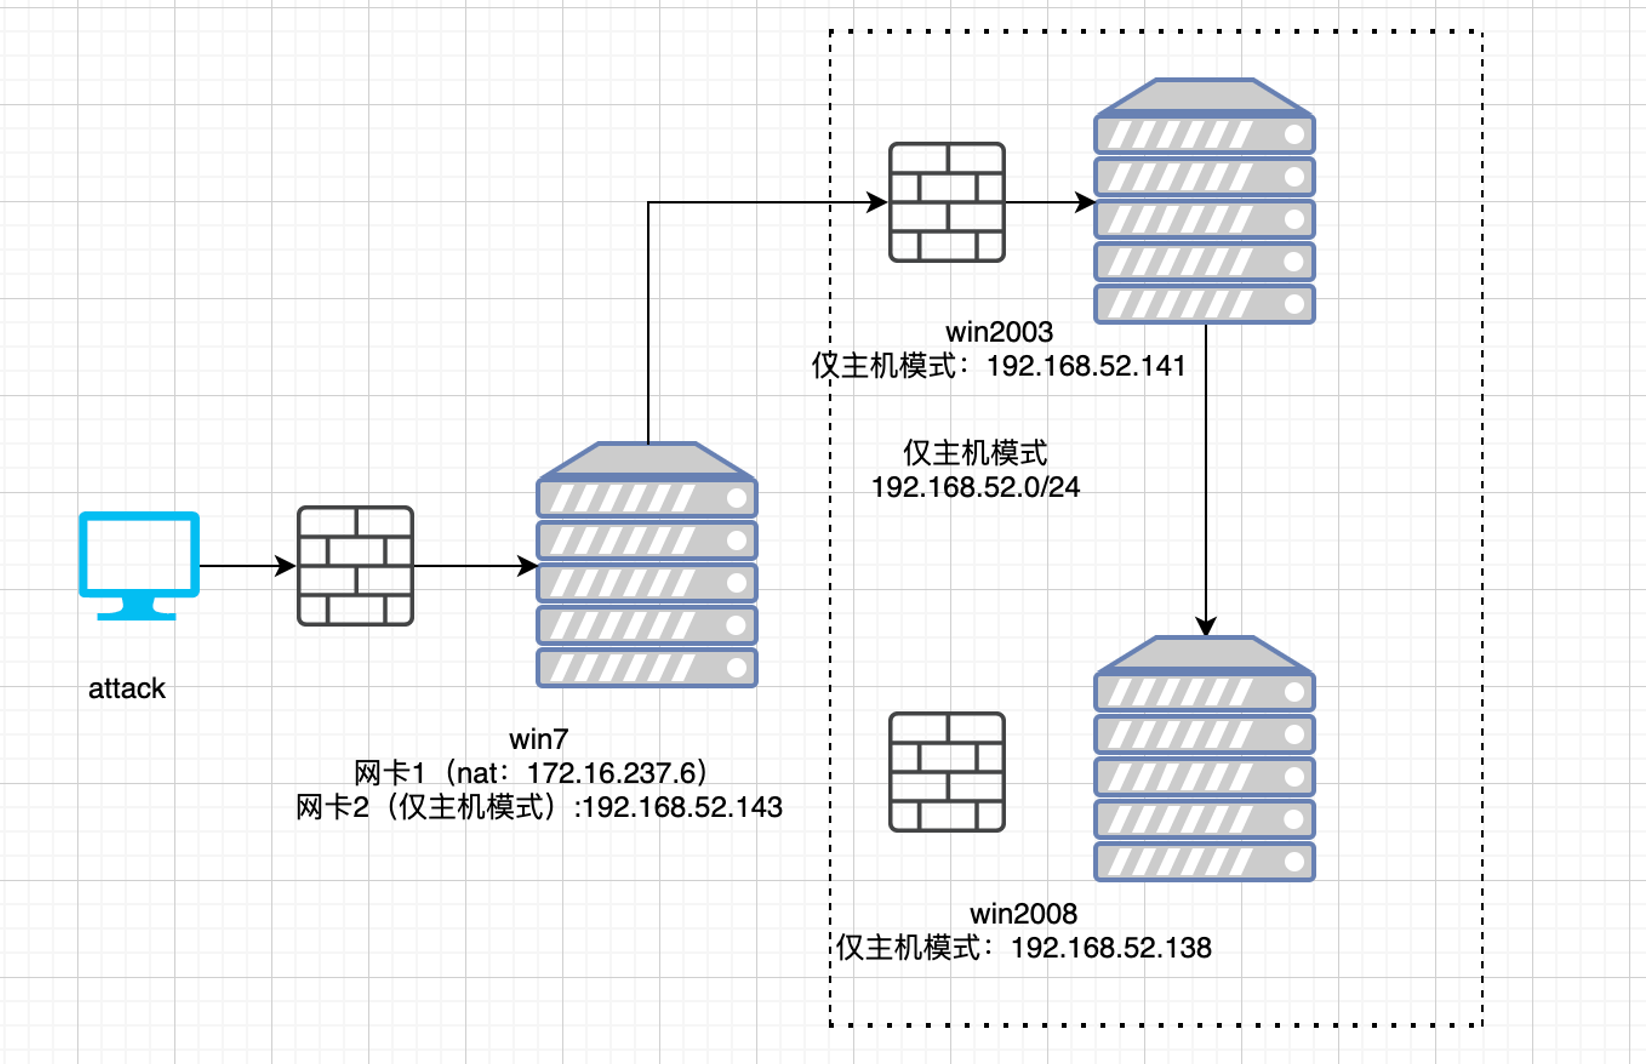 win2003
仅主机模式：192.168.52.141
仅主机模式
192.168.52.0/24
attack
win7
网卡1（nat：172.16.237.6）
网卡2（仅主机模式）:192.168.52.143
win2008
仅主机模式：192.168.52.138